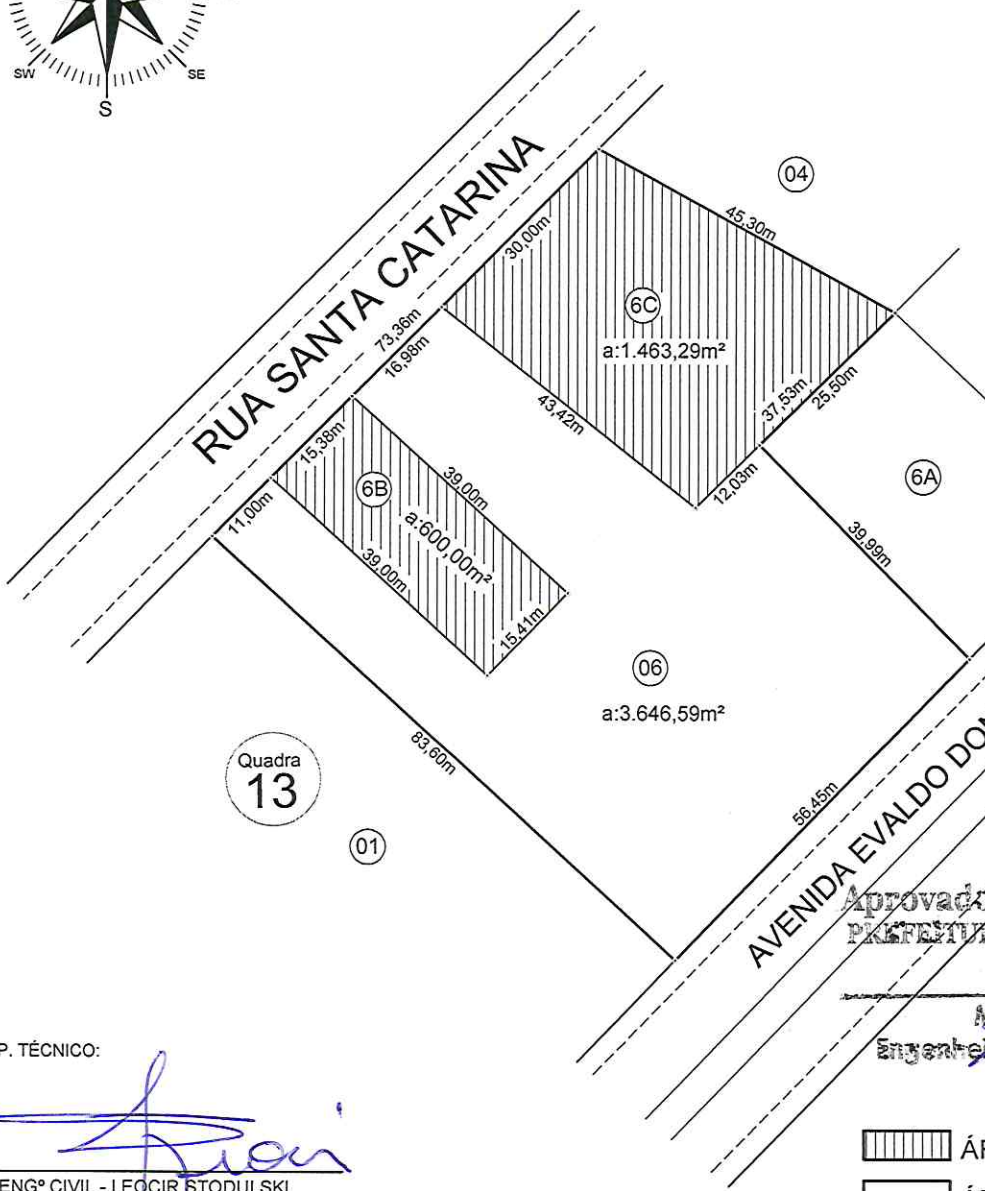 SW
SE
S
RUA SANTA CATARINA
04
45,30m
30,00m
6C
a:1.463,29m²
73,36m
16,98m
37,53m
25,50m
43,42m
12,03m
6A
15,38m
6B
39,00m
a:600,00m²
11,00m
39,00m
15,41m
39,99m
06
a:3.646,59m²
83,60m
Quadra
13
01
56,45m
AVENIDA EVALDO
Aprovado
P. TÉCNICO:
ENGº CIVIL - LEOCIR STODULSKI